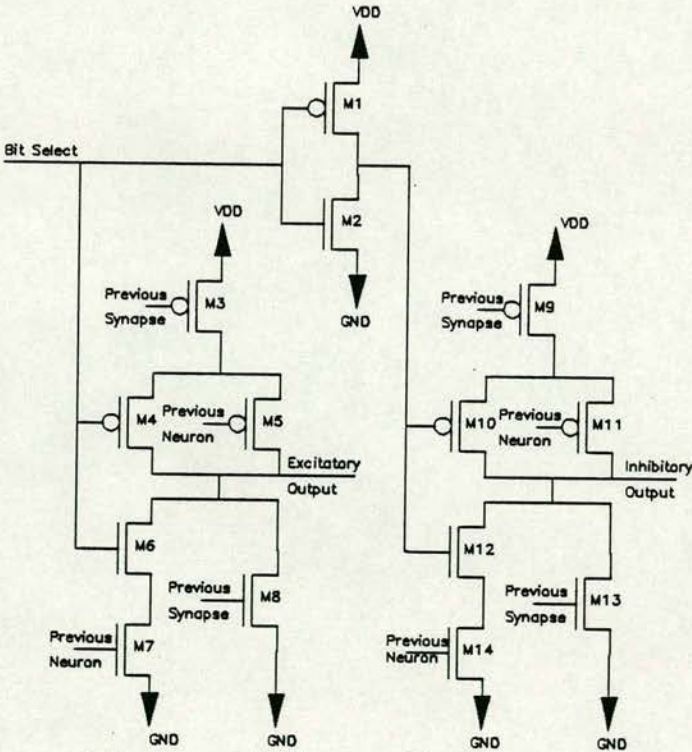 VDD
M1
Bit Select
M2
VDD
VDD
Previous
Synapse
M3
GND
Previous
Synapse
M9
M4
Previous
Neuron
M5
M10
Previous
Neuron
M11
Excitatory
Output
Inhibitory
Output
M6
M12
Previous
Synapse
M8
Previous
Synapse
M13
Previous
Neuron
M7
Previous
Neuron
M14
GND
GND
GND
GND